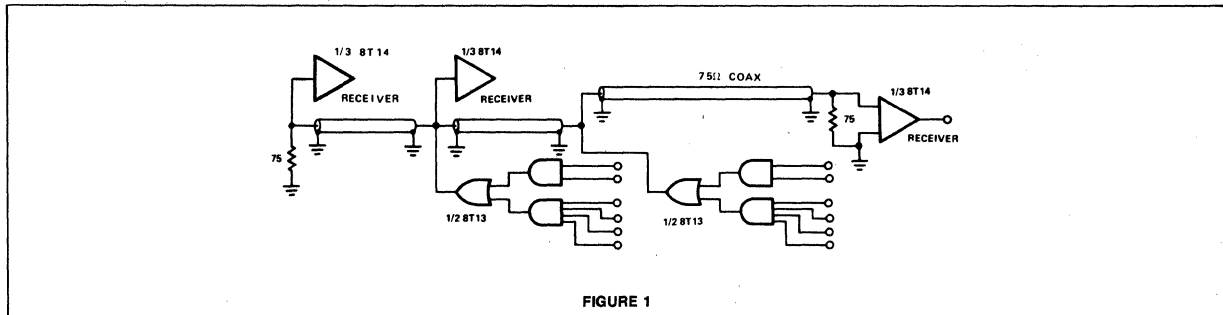 1/3 8T14
RECEIVER
1/3 8T14
RECEIVER
75Ω COAX
1/3 8T14
RECEIVER
75
75
1/2 8T13
1/2 8T13
FIGURE 1